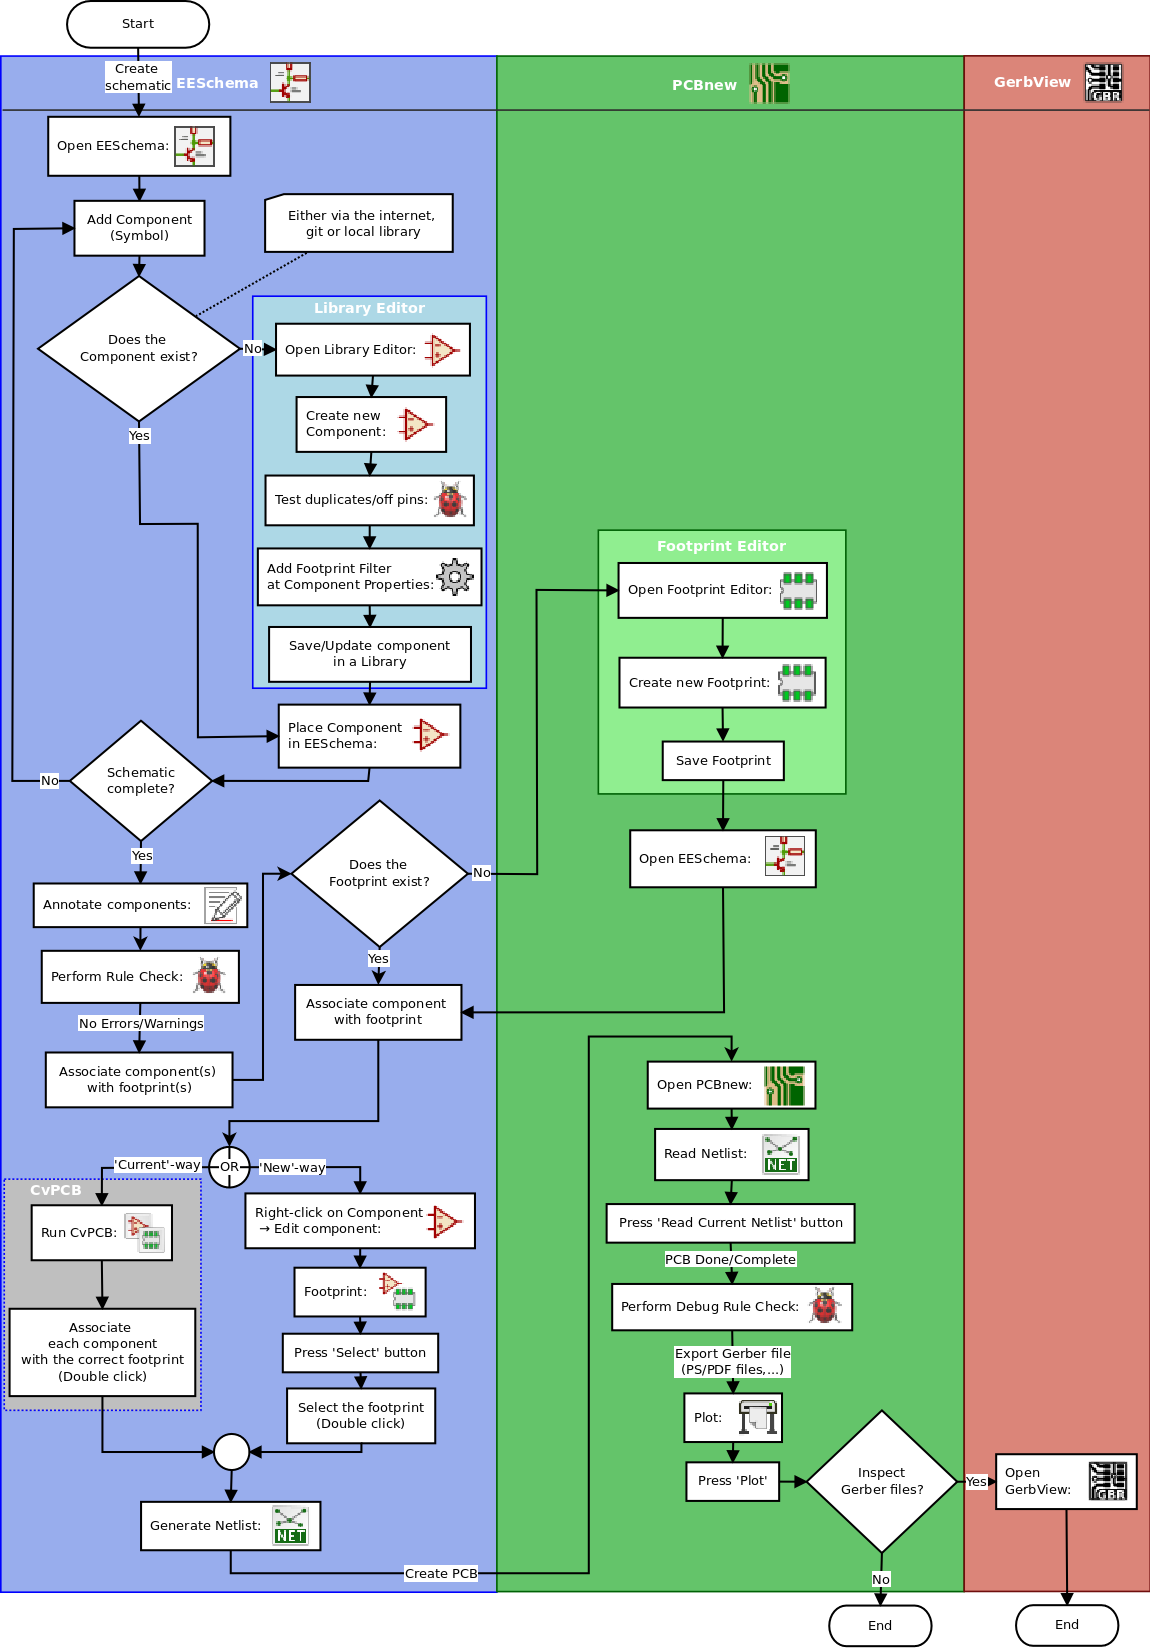 Start
Create
schematic
EESchema
PCBnew
GerbView
GBR
Open EESchema:
Add Component
(Symbol)
Either via the internet,
git or local library
Does the
Component exist?
No
Yes
Library Editor
Open Library Editor:
Create new
Component:
Test duplicates/off pins:
Add Footprint Filter
at Component Properties:
Save/Update component
in a Library
Place Component
in EESchema:
Schematic
complete?
No
Yes
Annotate components:
Perform Rule Check:
No Errors/Warnings
Associate component(s)
with footprint(s)
Does the
Footprint exist?
No
Yes
Footprint Editor
Open Footprint Editor:
Create new Footprint:
Save Footprint
Open EESchema:
Associate component
with footprint
OR
'Current'-way
'New'-way
CvPCB
Run CvPCB:
Associate
each component
with the correct footprint
(Double click)
Right-click on Component
→ Edit component:
Footprint:
Press 'Select' button
Select the footprint
(Double click)
Generate Netlist:
NET
Create PCB
Open PCBnew:
Read Netlist:
NET
Press 'Read Current Netlist' button
PCB Done/Complete
Perform Debug Rule Check:
Export Gerber file
(PS/PDF files,...)
Plot:
Press 'Plot'
Inspect
Gerber files?
Yes
No
Open
GerbView:
GBR
End
End